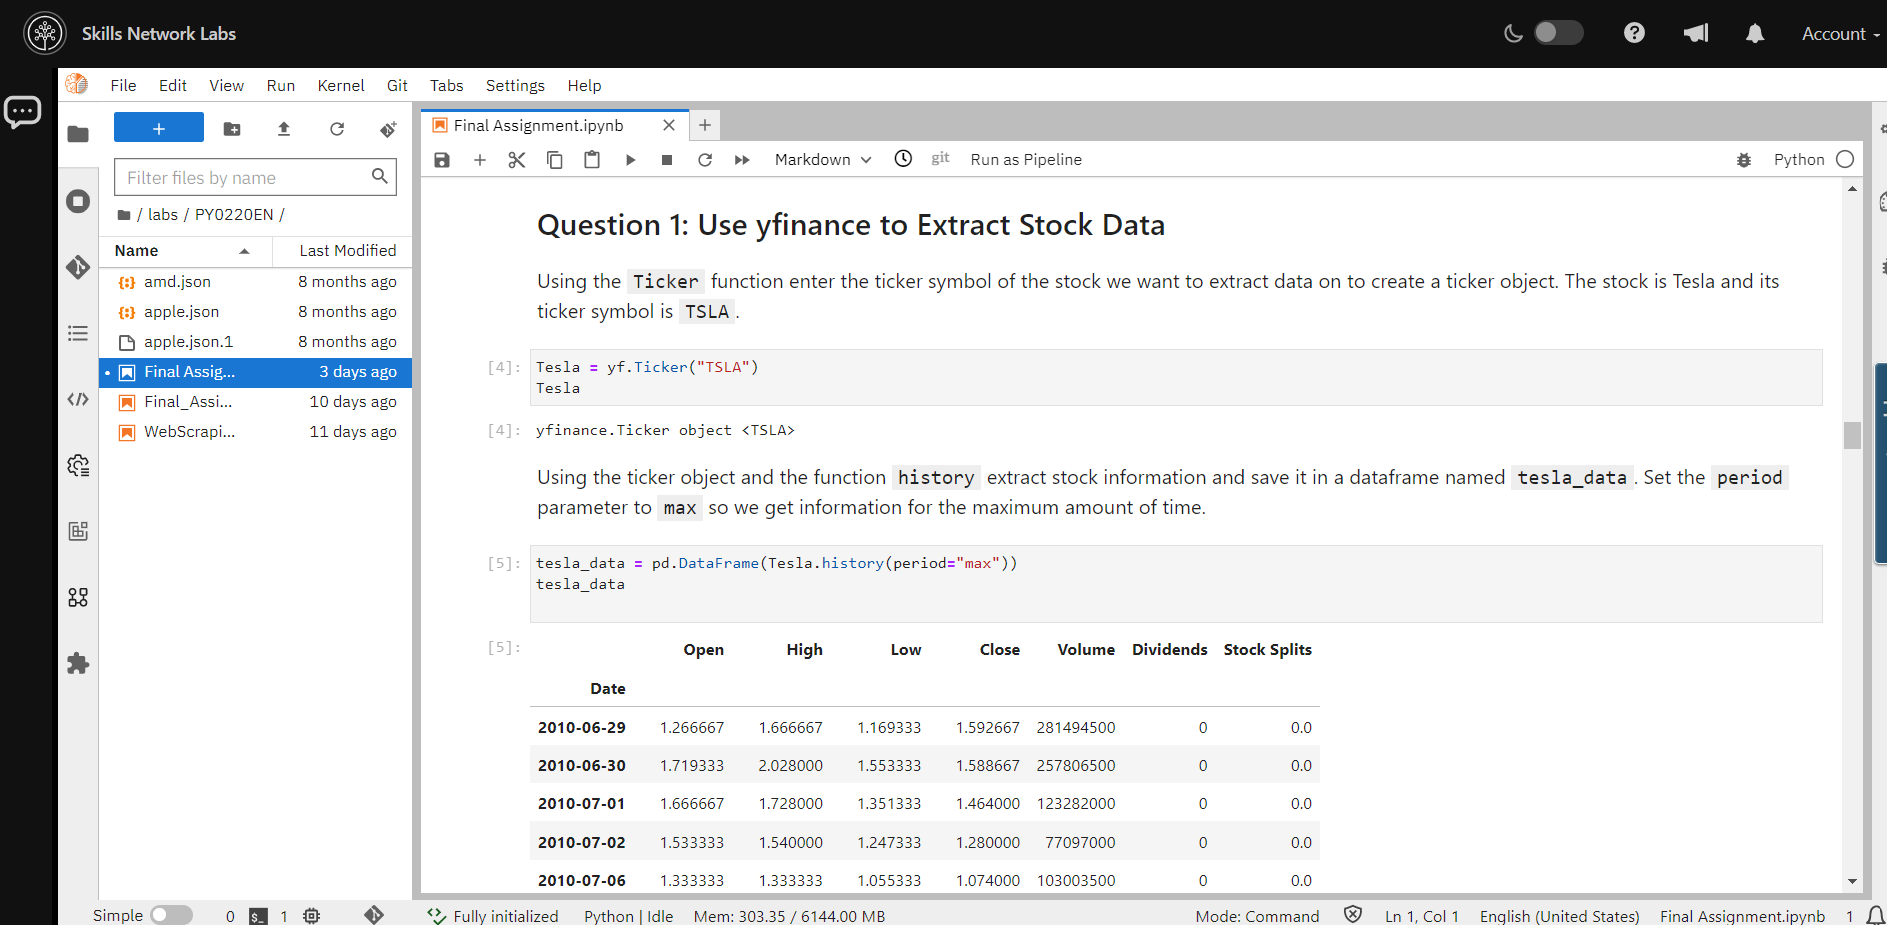 Skills Network Labs
Account
File Edit View Run Kernel Git Tabs Settings Help
+
Final Assignment.ipynb
Markdown git Run as Pipeline Python
Filter files by name
/ labs / PY0220EN /
Name Last Modified
amd.json 8 months ago
apple.json 8 months ago
apple.json.1 8 months ago
Final Assig... 3 days ago
Final_Assi... 10 days ago
WebScrapi... 11 days ago
Question 1: Use yfinance to Extract Stock Data
Using the Ticker function enter the ticker symbol of the stock we want to extract data on to create a ticker object. The stock is Tesla and its
ticker symbol is TSLA.
[4]: Tesla = yf.Ticker("TSLA")
Tesla
[4]: yfinance.Ticker object <TSLA>
Using the ticker object and the function history extract stock information and save it in a dataframe named tesla_data. Set the period
parameter to max so we get information for the maximum amount of time.
[5]: tesla_data = pd.DataFrame(Tesla.history(period="max"))
tesla_data
[5]: Open High Low Close Volume Dividends Stock Splits
Date
2010-06-29 1.266667 1.666667 1.169333 1.592667 281494500 0 0.0
2010-06-30 1.719333 2.028000 1.553333 1.588667 257806500 0 0.0
2010-07-01 1.666667 1.728000 1.351333 1.464000 123282000 0 0.0
2010-07-02 1.533333 1.540000 1.247333 1.280000 77097000 0 0.0
2010-07-06 1.333333 1.333333 1.055333 1.074000 103003500 0 0.0
Simple 0 $_ 1 Fully initialized Python | Idle Mem: 303.35 / 6144.00 MB Mode: Command Ln 1, Col 1 English (United States) Final Assignment.ipynb 1